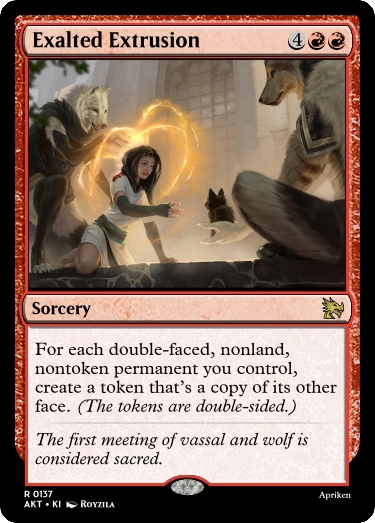 Exalted Extrusion 4
Sorcery
For each double-faced, nonland,
nontoken permanent you control,
create a token that's a copy of its other
face. (The tokens are double-sided.)
The first meeting of vassal and wolf is
considered sacred.
R 0137
AKT • KI Royzila
Apriken